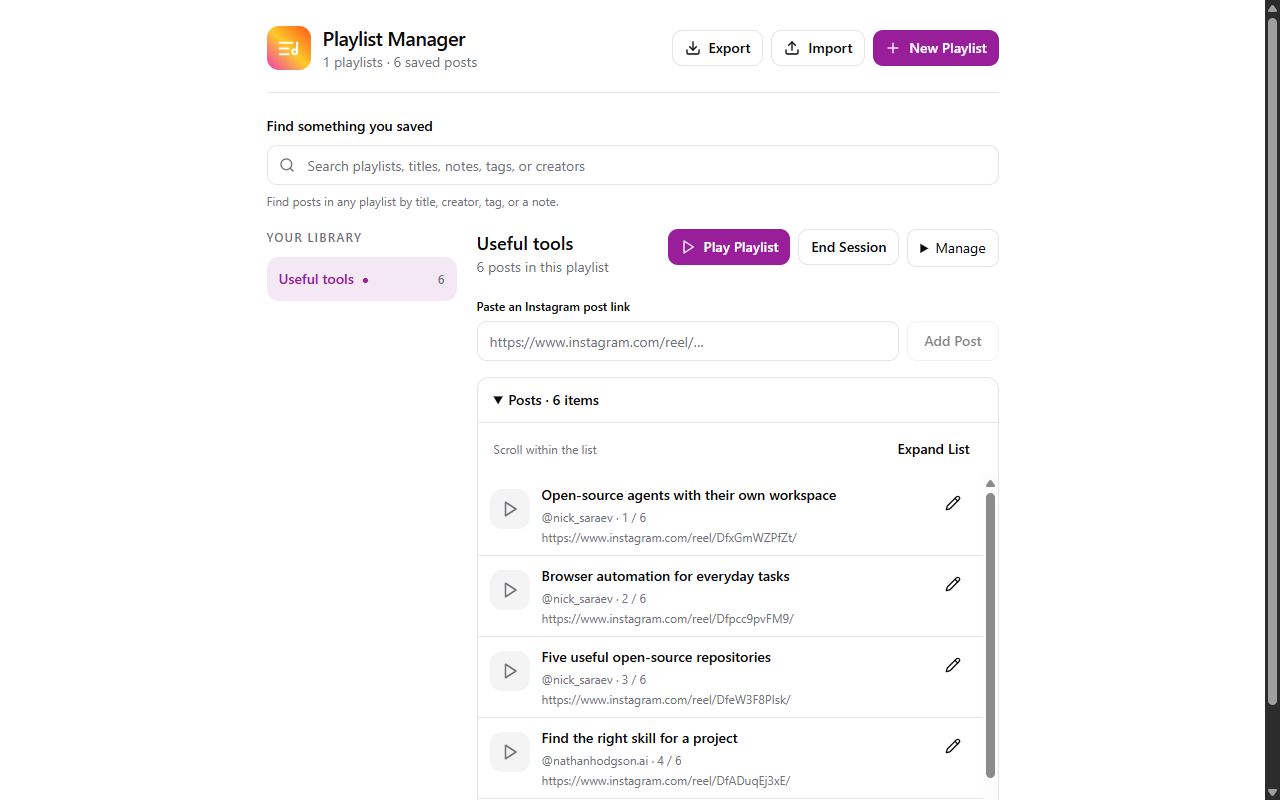 Playlist Manager
1 playlists · 6 saved posts
Export
Import
New Playlist
Find something you saved
Search playlists, titles, notes, tags, or creators
Find posts in any playlist by title, creator, tag, or a note.
YOUR LIBRARY
Useful tools
6
Useful tools
6 posts in this playlist
Play Playlist
End Session
Manage
Paste an Instagram post link
https://www.instagram.com/reel/...
Add Post
Posts · 6 items
Scroll within the list
Expand List
Open-source agents with their own workspace
@nick_saraev · 1 / 6
https://www.instagram.com/reel/DfxGmWZPfZt/
Browser automation for everyday tasks
@nick_saraev · 2 / 6
https://www.instagram.com/reel/Dfpcc9pvFM9/
Five useful open-source repositories
@nick_saraev · 3 / 6
https://www.instagram.com/reel/DfeW3F8PIsk/
Find the right skill for a project
@nathanhodgson.ai · 4 / 6
https://www.instagram.com/reel/DfADuqEj3xE/